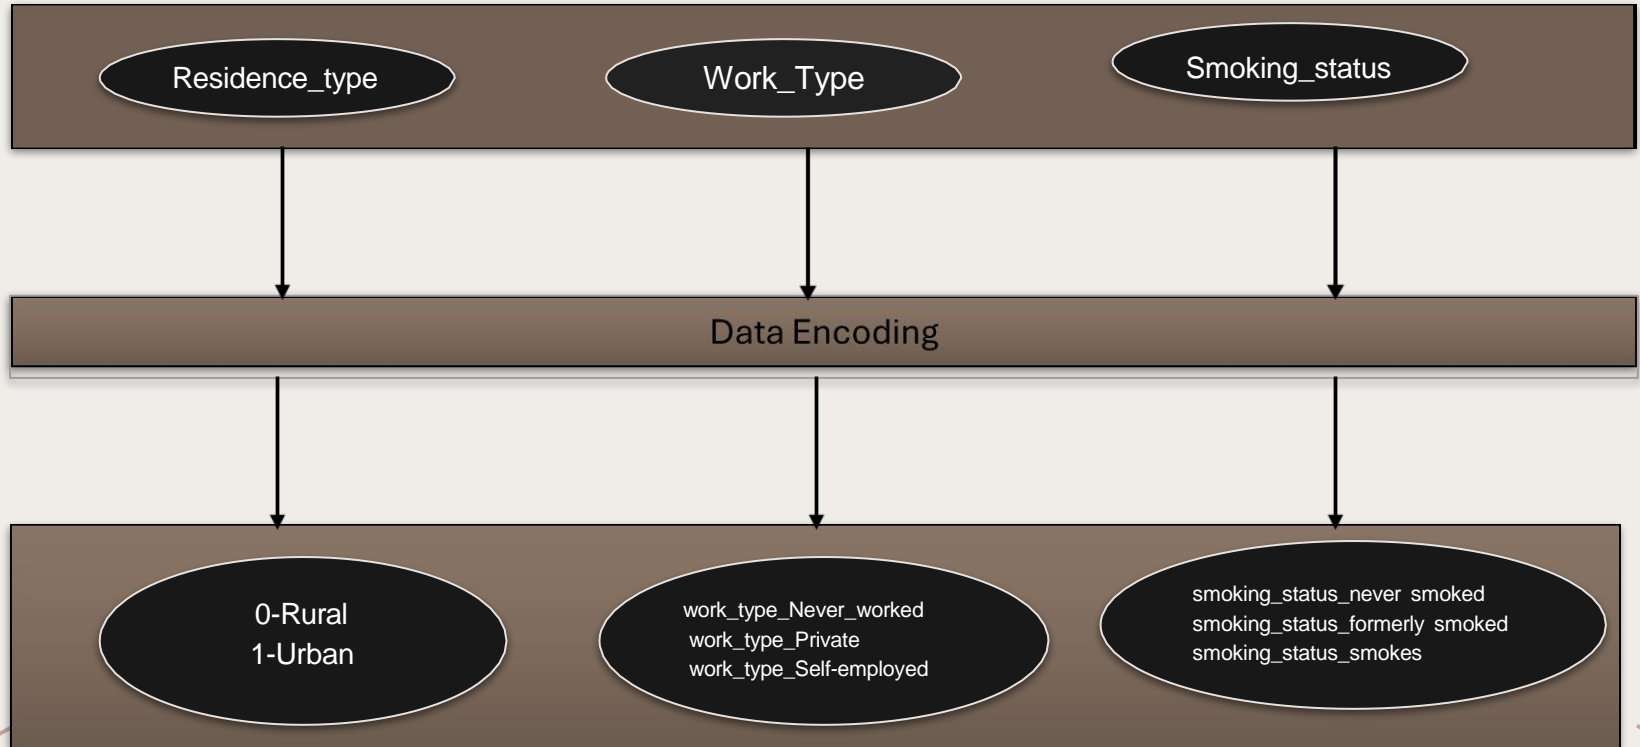 Residence_type
Work_Type
Smoking_status
Data Encoding
0-Rural
1-Urban
work_type_Never_worked
work_type_Private
work_type_Self-employed
smoking_status_never smoked
smoking_status_formerly smoked
smoking_status_smokes